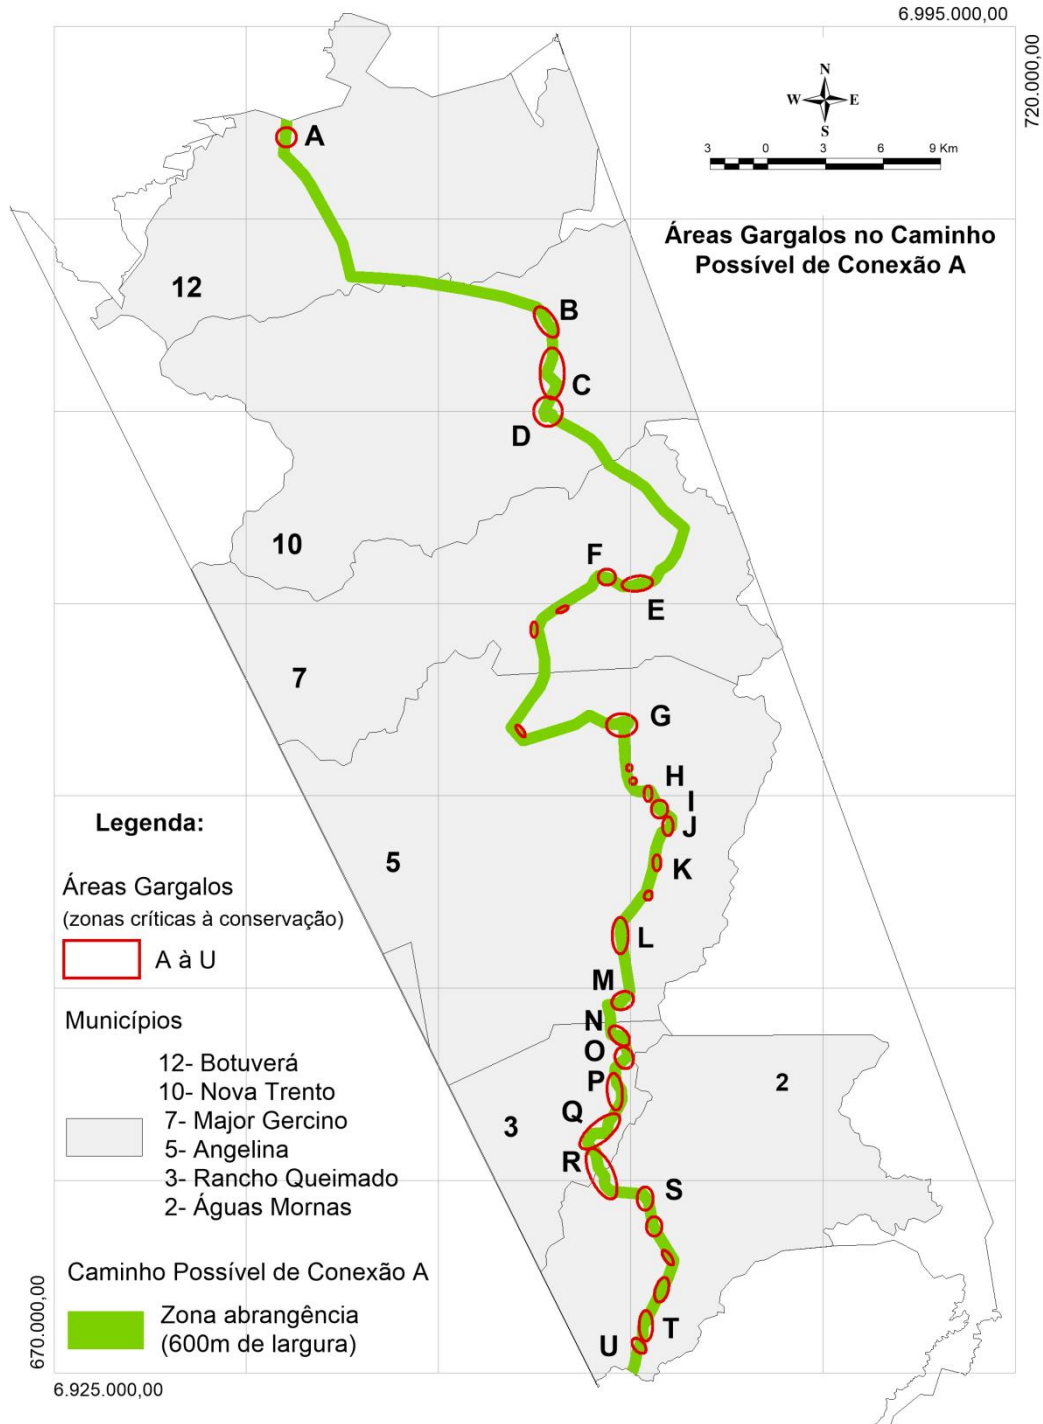 6.995.000,00
720.000,00
N
W E
S
3 0 3 6 9 Km
Áreas Gargalos no Caminho
Possível de Conexão A
A
12
B
C
D
10
F
E
7
G
H
I
J
5
K
L
M
N
O
P
2
Q
3
R
S
T
U
Legenda:
Áreas Gargalos
(zonas críticas à conservação)
A à U
Municípios
12- Botuverá
10- Nova Trento
7- Major Gercino
5- Angelina
3- Rancho Queimado
2- Águas Mornas
Caminho Possível de Conexão A
Zona abrangência
(600m de largura)
670.000,00
6.925.000,00